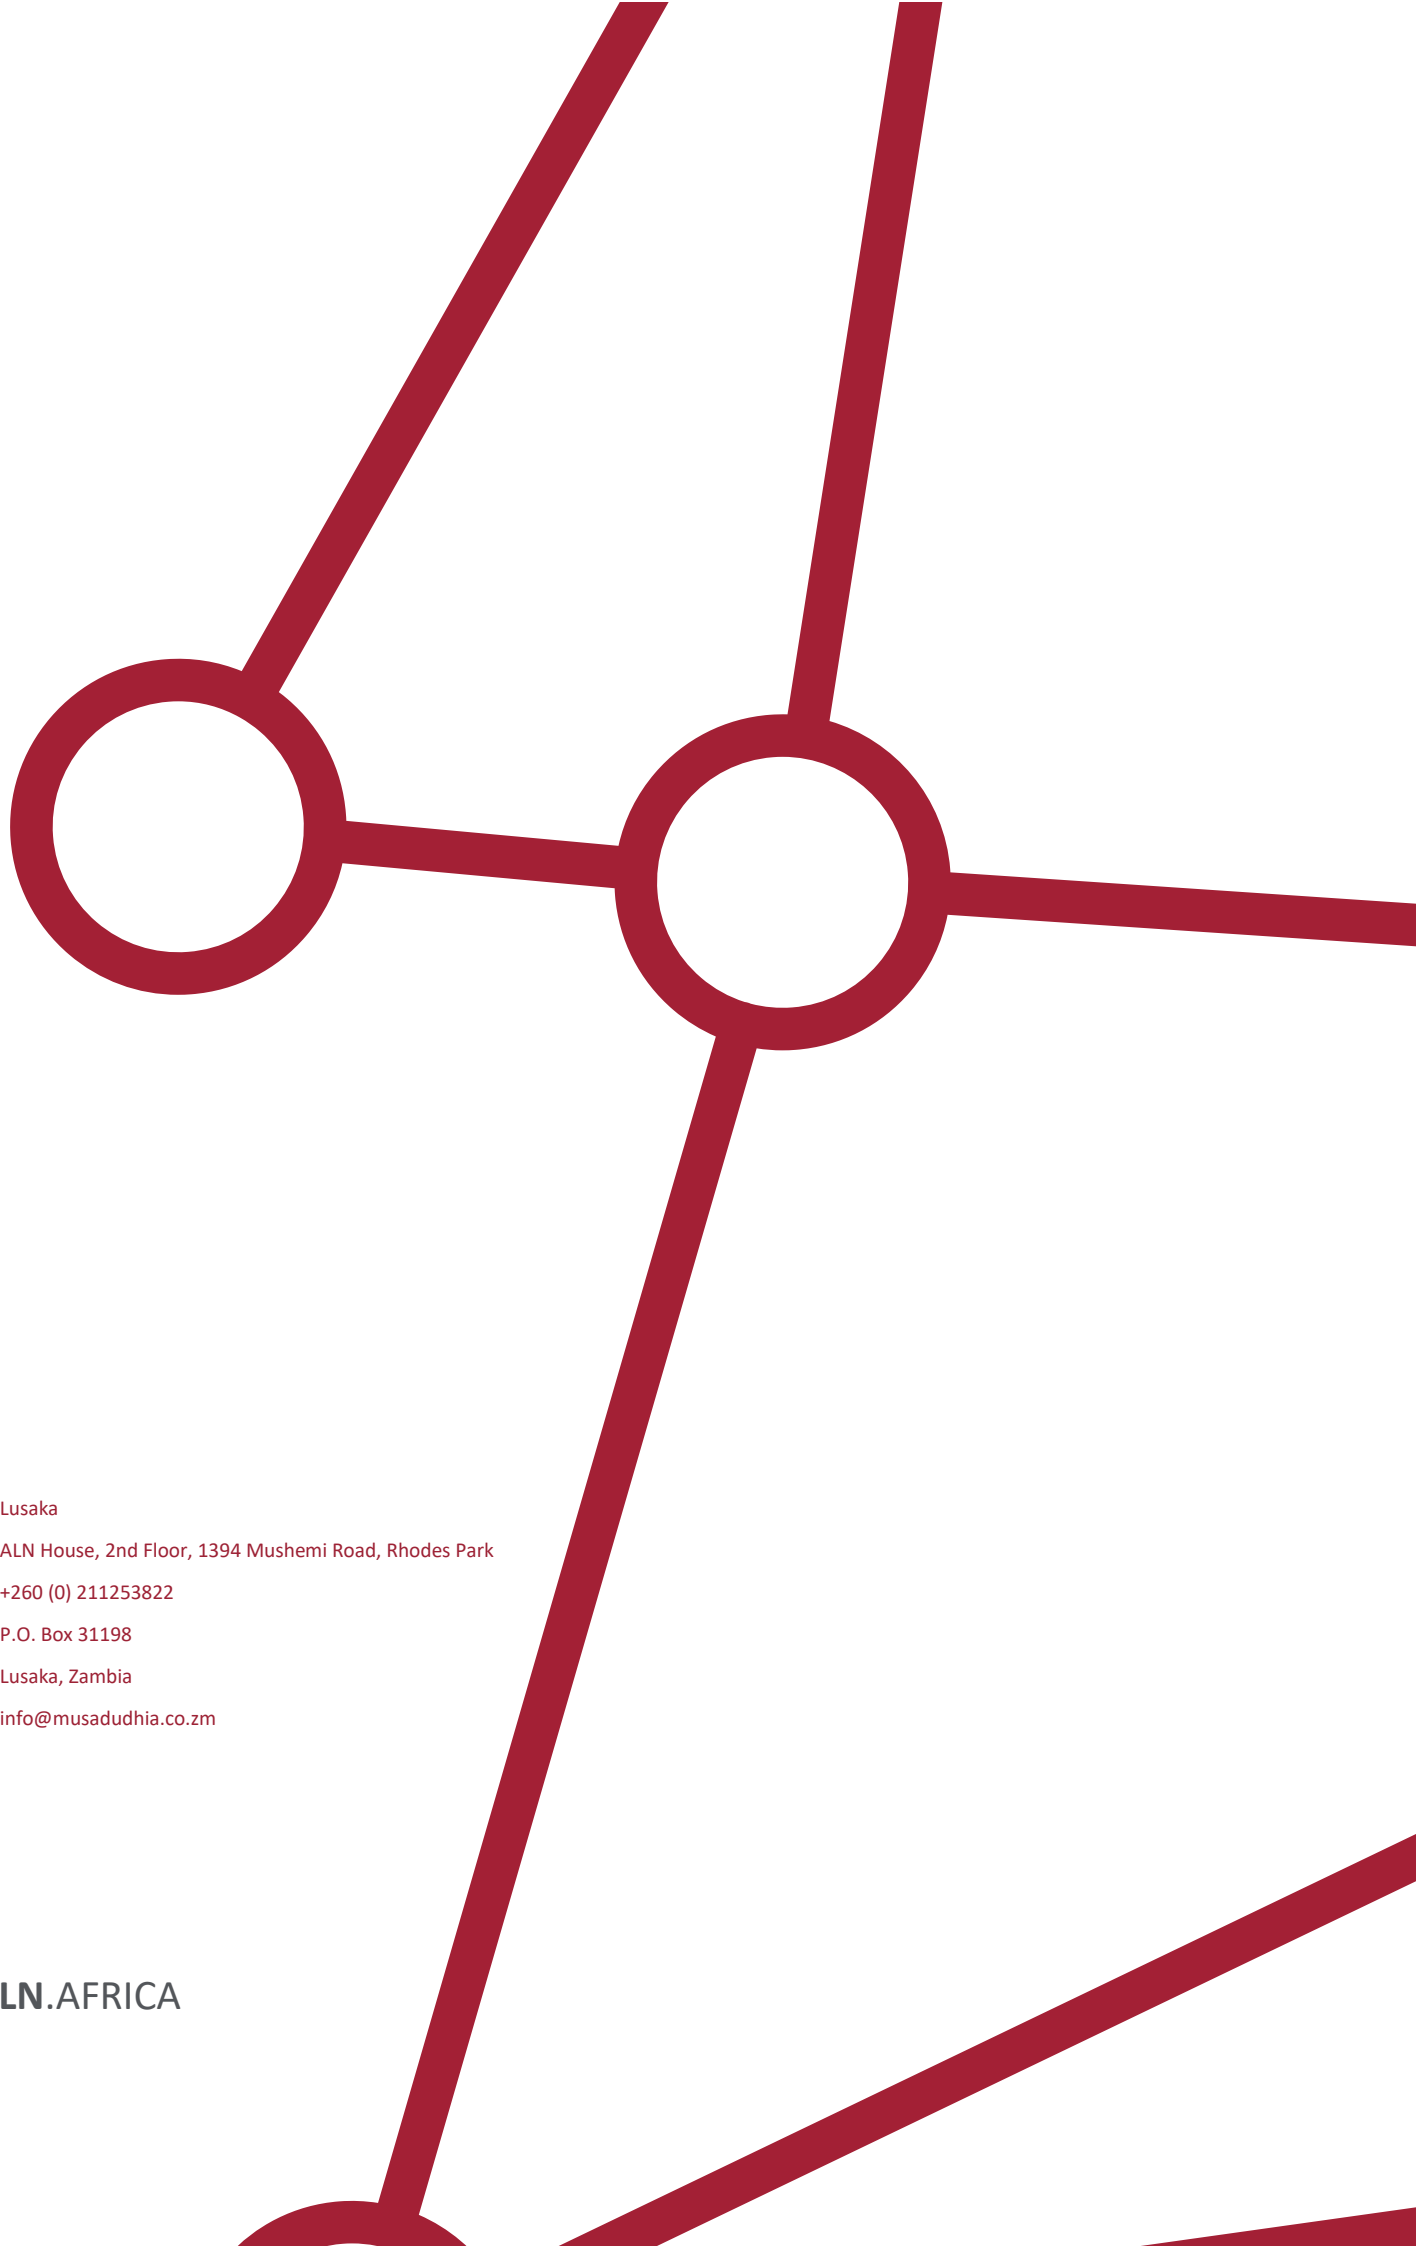 Lusaka
ALN House, 2nd Floor, 1394 Mushemi Road, Rhodes Park
+260 (0) 211253822
P.O. Box 31198
Lusaka, Zambia
info@musadudhia.co.zm
LN.AFRICA